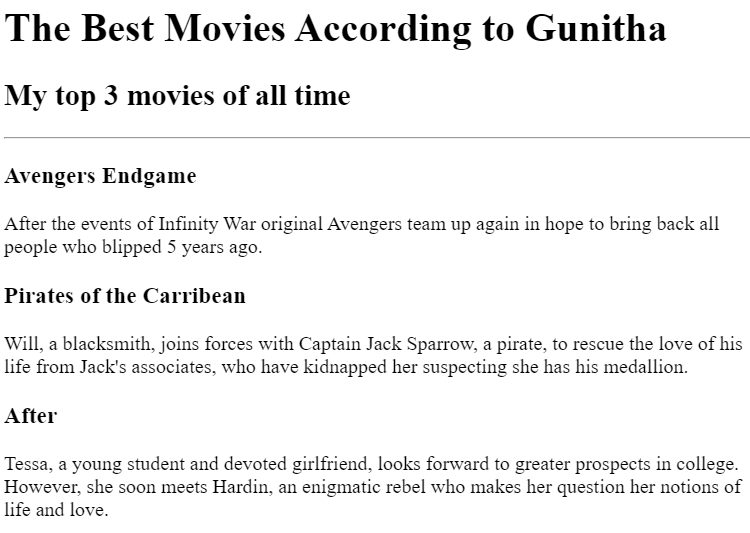 The Best Movies According to Gunitha
My top 3 movies of all time
Avengers Endgame
After the events of Infinity War original Avengers team up again in hope to bring back all
people who blipped 5 years ago.
Pirates of the Carribean
Will, a blacksmith, joins forces with Captain Jack Sparrow, a pirate, to rescue the love of his
life from Jack's associates, who have kidnapped her suspecting she has his medallion.
After
Tessa, a young student and devoted girlfriend, looks forward to greater prospects in college.
However, she soon meets Hardin, an enigmatic rebel who makes her question her notions of
life and love.